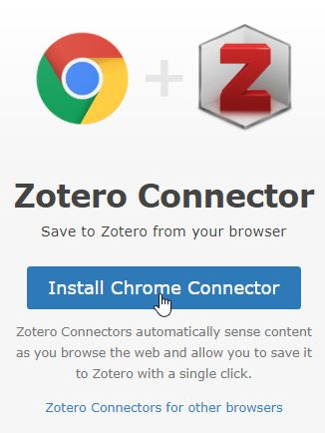 Z
Zotero Connector
Save to Zotero from your browser
Install Chrome Connector
Zotero Connectors automatically sense content
as you browse the web and allow you to save it
to Zotero with a single click.
Zotero Connectors for other browsers